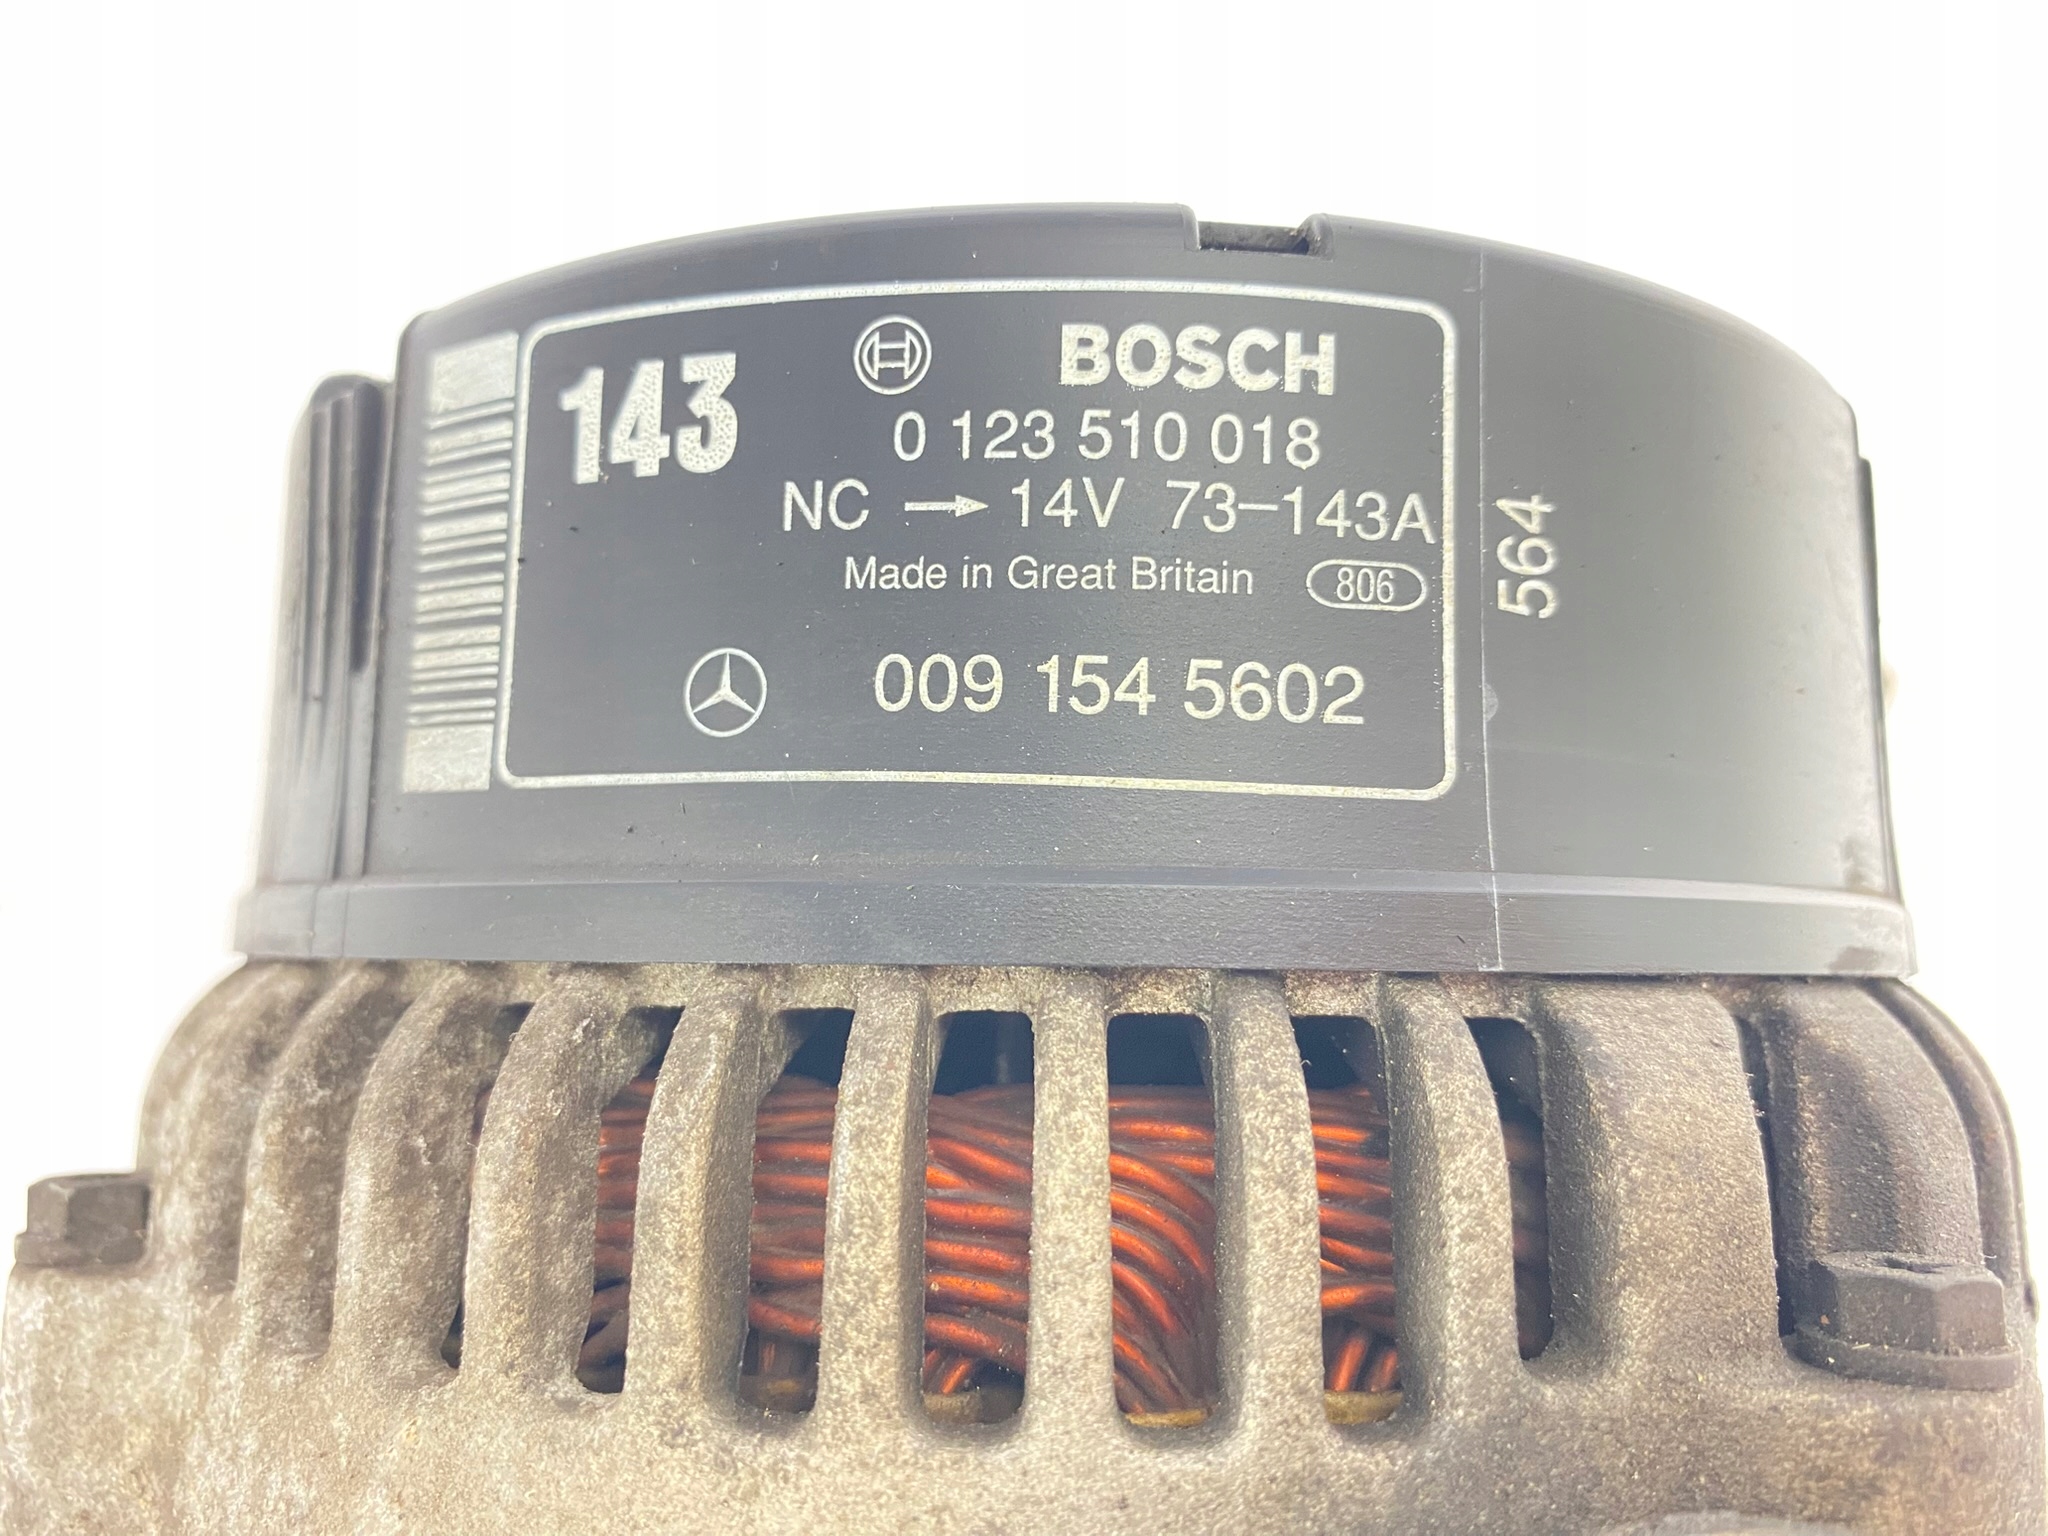 143
BOSCH
0 123 510 018
NC → 14V 73-143A
Made in Great Britain 806
009 154 5602
564